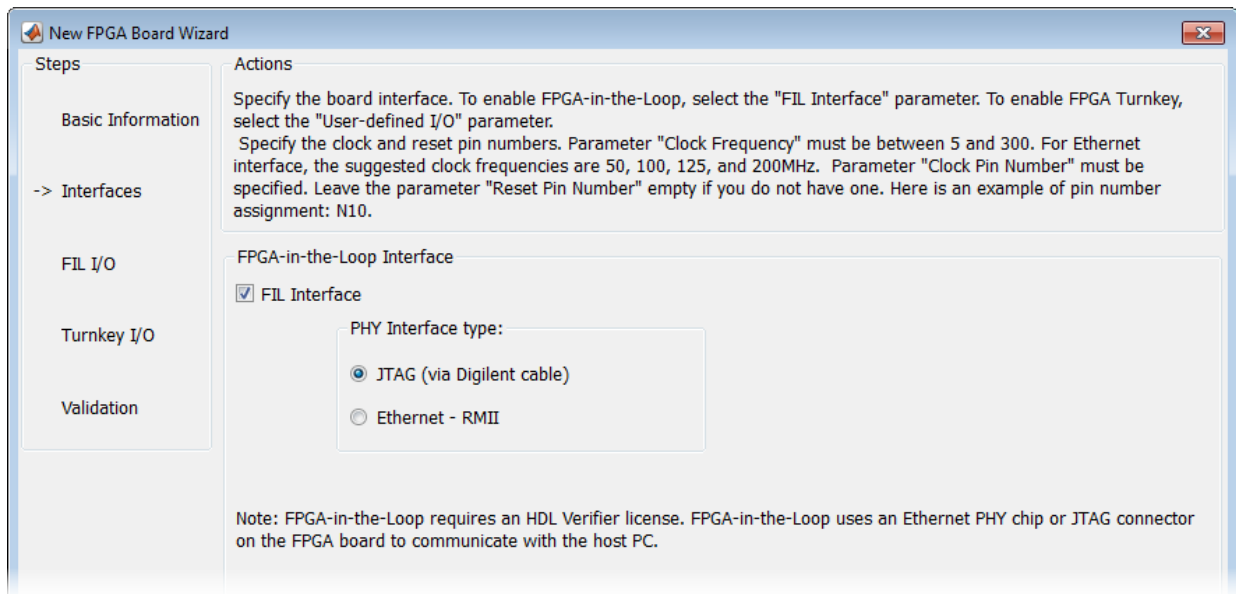 New FPGA Board Wizard
Steps
Basic Information
-> Interfaces
FIL I/O
Turnkey I/O
Validation
Actions
Specify the board interface. To enable FPGA-in-the-Loop, select the "FIL Interface" parameter. To enable FPGA Turnkey,
select the "User-defined I/O" parameter.
Specify the clock and reset pin numbers. Parameter "Clock Frequency" must be between 5 and 300. For Ethernet
interface, the suggested clock frequencies are 50, 100, 125, and 200MHz. Parameter "Clock Pin Number" must be
specified. Leave the parameter "Reset Pin Number" empty if you do not have one. Here is an example of pin number
assignment: N10.
FPGA-in-the-Loop Interface
FIL Interface
PHY Interface type:
JTAG (via Digilent cable)
Ethernet - RMII
Note: FPGA-in-the-Loop requires an HDL Verifier license. FPGA-in-the-Loop uses an Ethernet PHY chip or JTAG connector
on the FPGA board to communicate with the host PC.